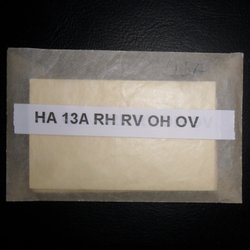 HA 13A RH RV OH OV